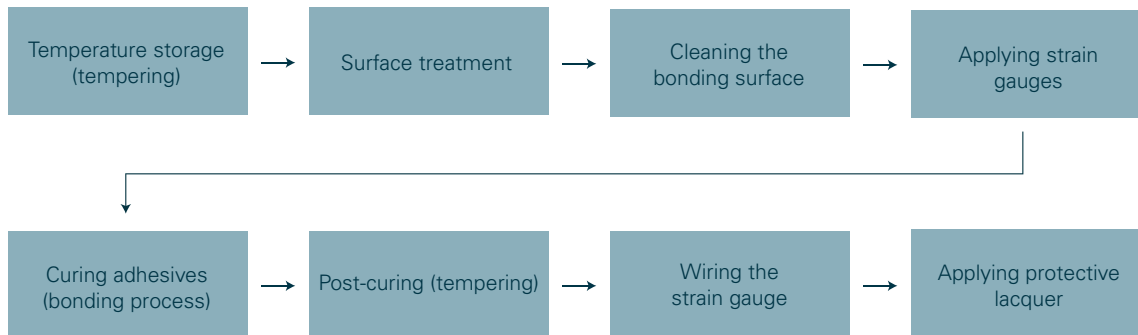 Temperature storage
(tempering)
Surface treatment
Cleaning the
bonding surface
Applying strain
gauges
Curing adhesives
(bonding process)
Post-curing (tempering)
Wiring the
strain gauge
Applying protective
lacquer